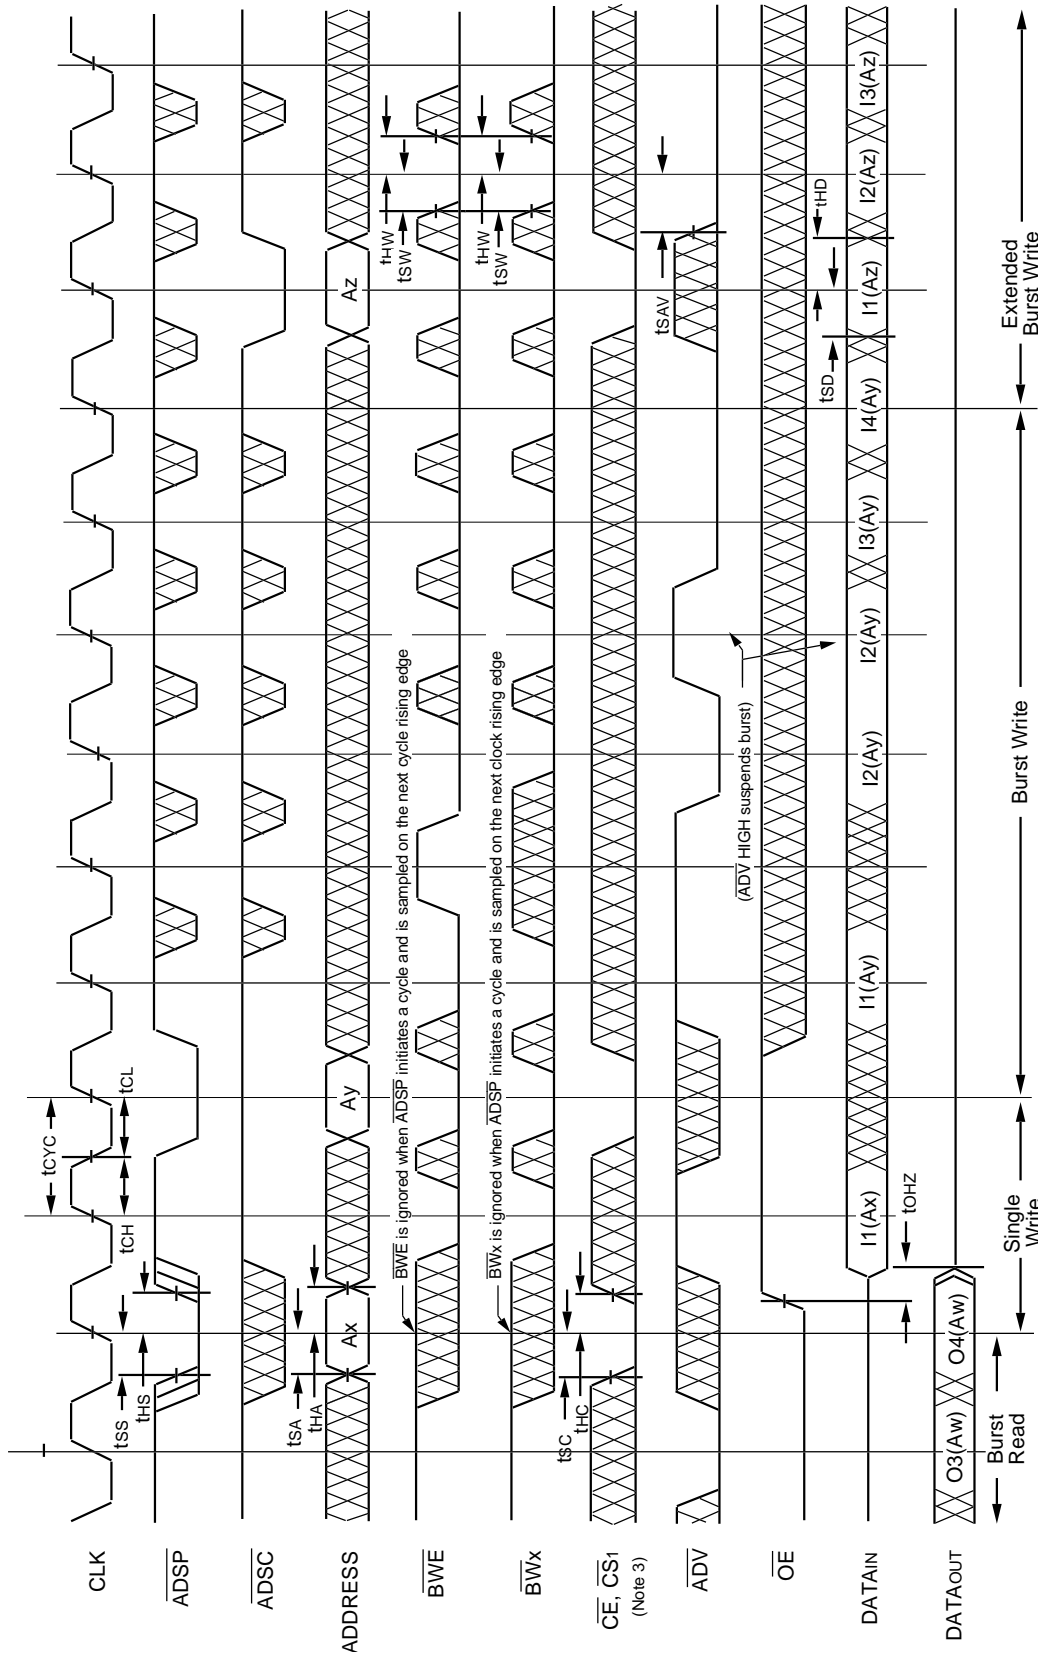 CLK
ADSP
ADSC
ADDRESS
BWE
BWx
CE, CS1
(Note 3)
ADV
OE
DATAIN
DATAOUT
tCYC
tCH
tCL
tSS
tHS
tSA
tHA
Ax
Ay
Az
BWE is ignored when ADSP initiates a cycle and is sampled on the next cycle rising edge
tHW
tSW
BWx is ignored when ADSP initiates a cycle and is sampled on the next clock rising edge
tHW
tSW
tSC
tHC
tSAV
(ADV HIGH suspends burst)
tSD
tHD
I1(Ax)
I1(Ay)
I2(Ay)
I2(Ay)
I3(Ay)
I4(Ay)
I1(Az)
I2(Az)
I3(Az)
tOHZ
O3(Aw)
O4(Aw)
Burst
Read
Single
Write
Burst Write
Extended
Burst Write